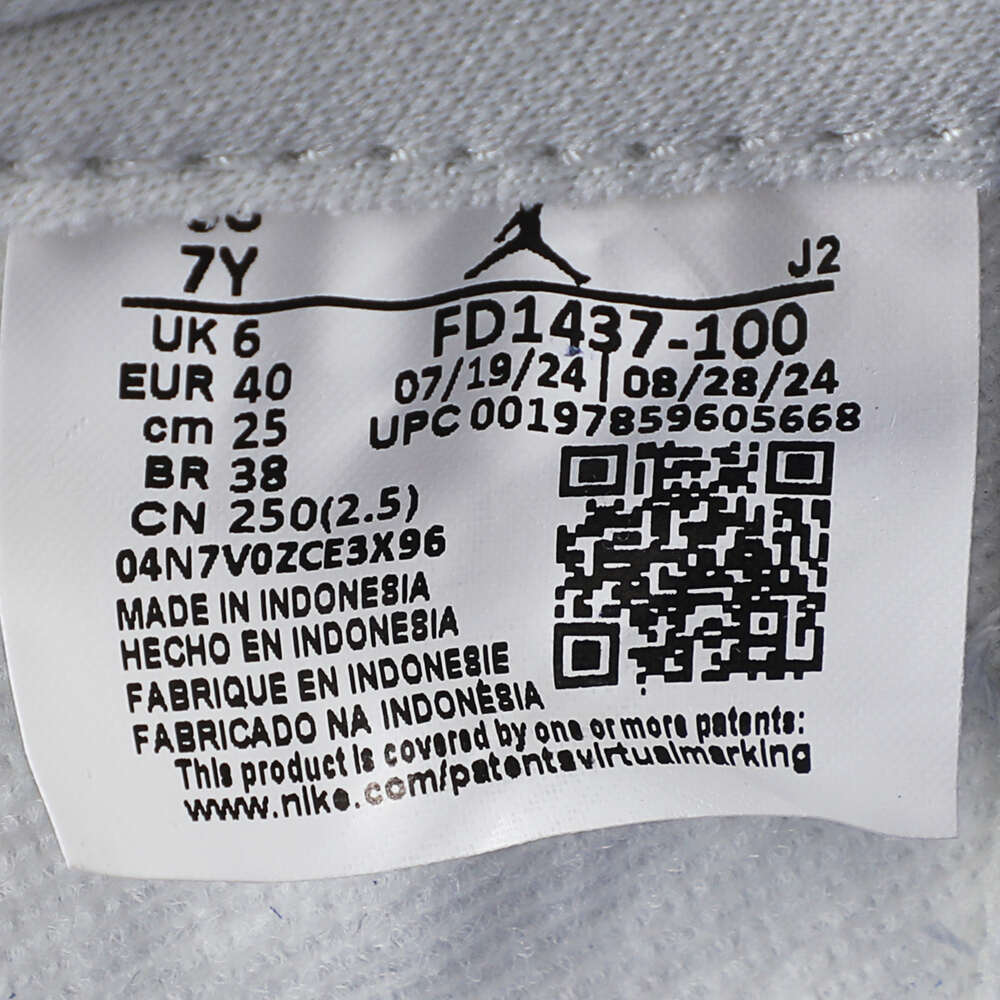 7Y
J2
UK 6
FD1437-100
EUR 40
07/19/24 | 08/28/24
cm 25
UPC 00197859605668
BR 38
CN 250(2.5)
04N7V0ZCE3X96
MADE IN INDONESIA
HECHO EN INDONESIA
FABRIQUE EN INDONESIE
FABRICADO NA INDONÉSIA
This product is covered by one or more patents:
www.nike.com/patentsvirtualmarking